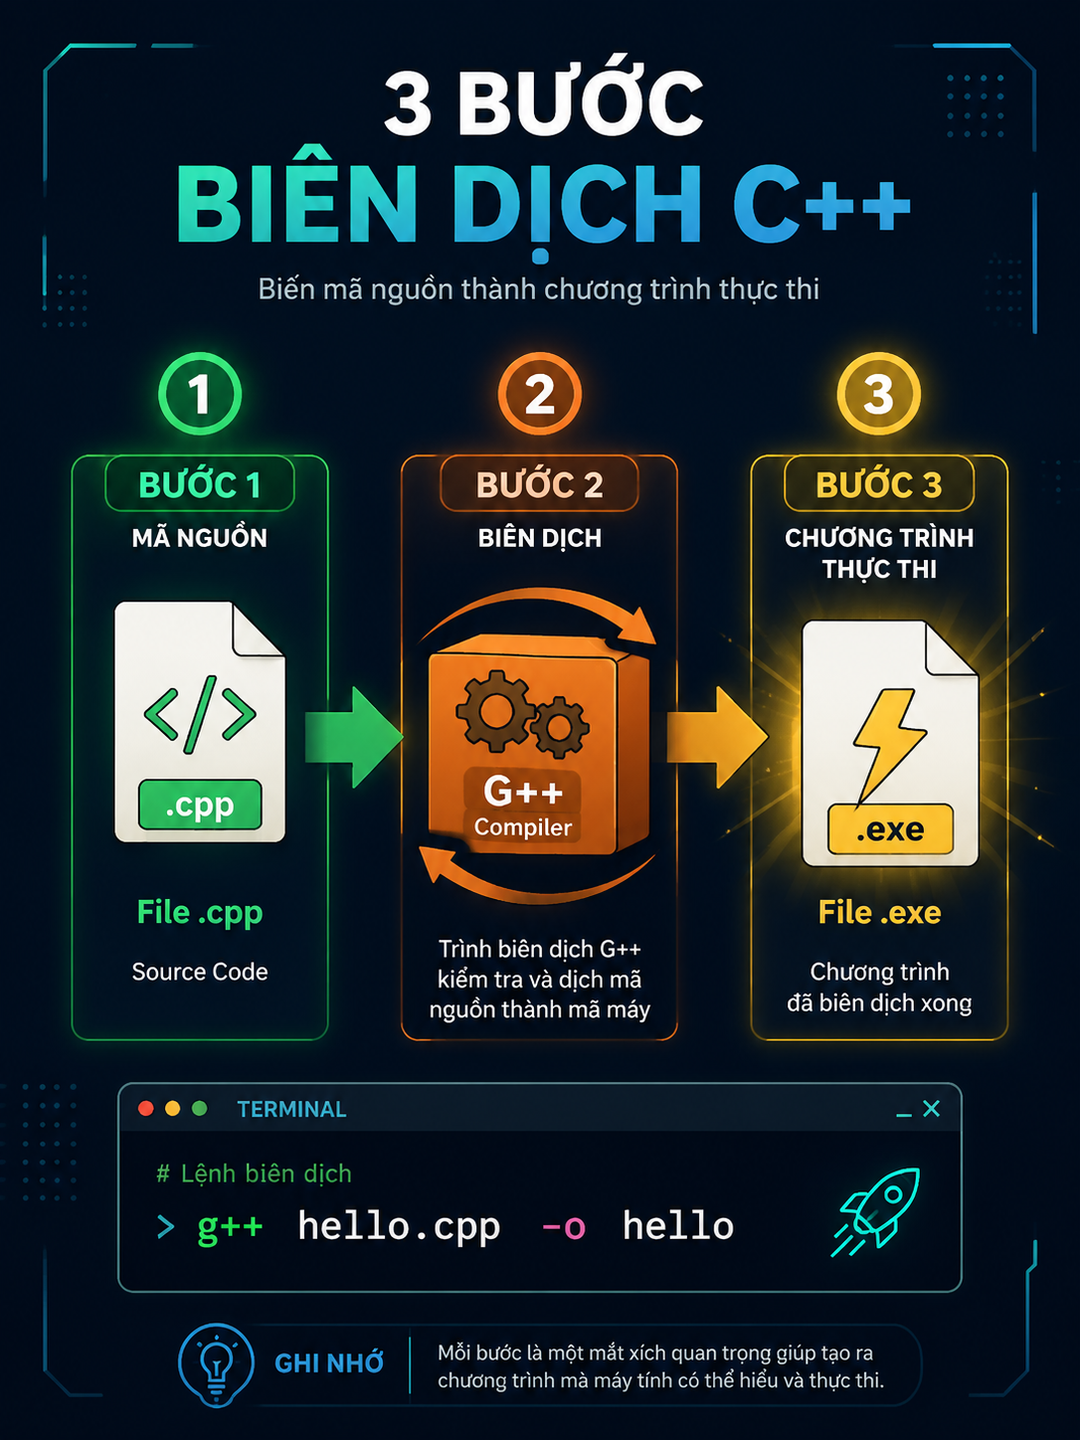 3 BƯỚC
BIÊN DỊCH C++
Biến mã nguồn thành chương trình thực thi
1
BƯỚC 1
MÃ NGUỒN
</>
.cpp
File .cpp
Source Code
2
BƯỚC 2
BIÊN DỊCH
G++
Compiler
Trình biên dịch G++
kiểm tra và dịch mã
nguồn thành mã máy
3
BƯỚC 3
CHƯƠNG TRÌNH
THỰC THI
.exe
File .exe
Chương trình
đã biên dịch xong
TERMINAL
# Lệnh biên dịch
> g++ hello.cpp -o hello
GHI NHỚ
Mỗi bước là một mắt xích quan trọng giúp tạo ra
chương trình mà máy tính có thể hiểu và thực thi.